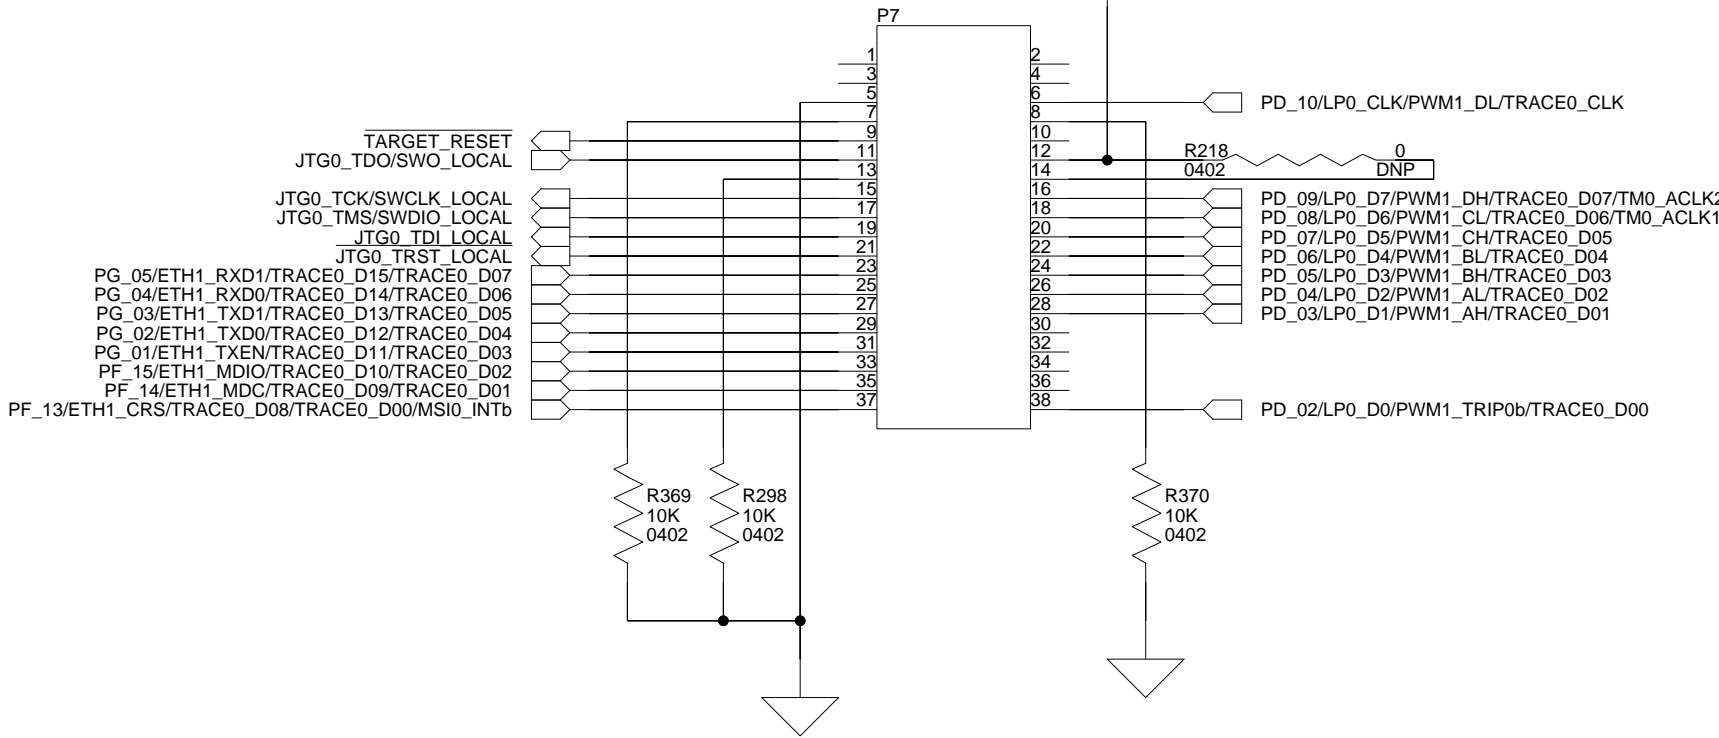 P7
1 2
3 4
5 6 PD_10/LP0_CLK/PWM1_DL/TRACE0_CLK
7 8
TARGET_RESET 9 10
JTG0_TDO/SWO_LOCAL 11 12 R218 0
13 14 0402 DNP
JTG0_TCK/SWCLK_LOCAL 15 16 PD_09/LP0_D7/PWM1_DH/TRACE0_D07/TM0_ACLK2
JTG0_TMS/SWDIO_LOCAL 17 18 PD_08/LP0_D6/PWM1_CL/TRACE0_D06/TM0_ACLK1
JTG0_TDI_LOCAL 19 20 PD_07/LP0_D5/PWM1_CH/TRACE0_D05
JTG0_TRST_LOCAL 21 22 PD_06/LP0_D4/PWM1_BL/TRACE0_D04
PG_05/ETH1_RXD1/TRACE0_D15/TRACE0_D07 23 24 PD_05/LP0_D3/PWM1_BH/TRACE0_D03
PG_04/ETH1_RXD0/TRACE0_D14/TRACE0_D06 25 26 PD_04/LP0_D2/PWM1_AL/TRACE0_D02
PG_03/ETH1_TXD1/TRACE0_D13/TRACE0_D05 27 28 PD_03/LP0_D1/PWM1_AH/TRACE0_D01
PG_02/ETH1_TXD0/TRACE0_D12/TRACE0_D04 29 30
PG_01/ETH1_TXEN/TRACE0_D11/TRACE0_D03 31 32
PF_15/ETH1_MDIO/TRACE0_D10/TRACE0_D02 33 34
PF_14/ETH1_MDC/TRACE0_D09/TRACE0_D01 35 36
PF_13/ETH1_CRS/TRACE0_D08/TRACE0_D00/MSI0_INTb 37 38 PD_02/LP0_D0/PWM1_TRIP0b/TRACE0_D00
R369 R298 R370
10K 10K 10K
0402 0402 0402